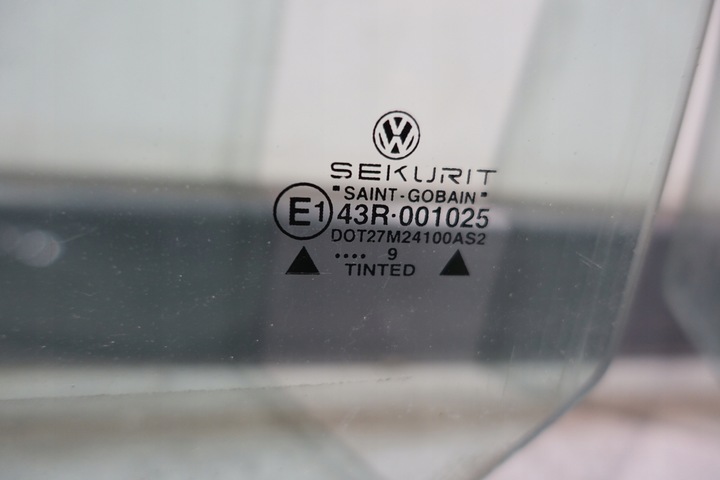 SEKURIT
"SAINT-GOBAIN"
E1 43R·001025
DOT27M24100AS2
.... 9
TINTED